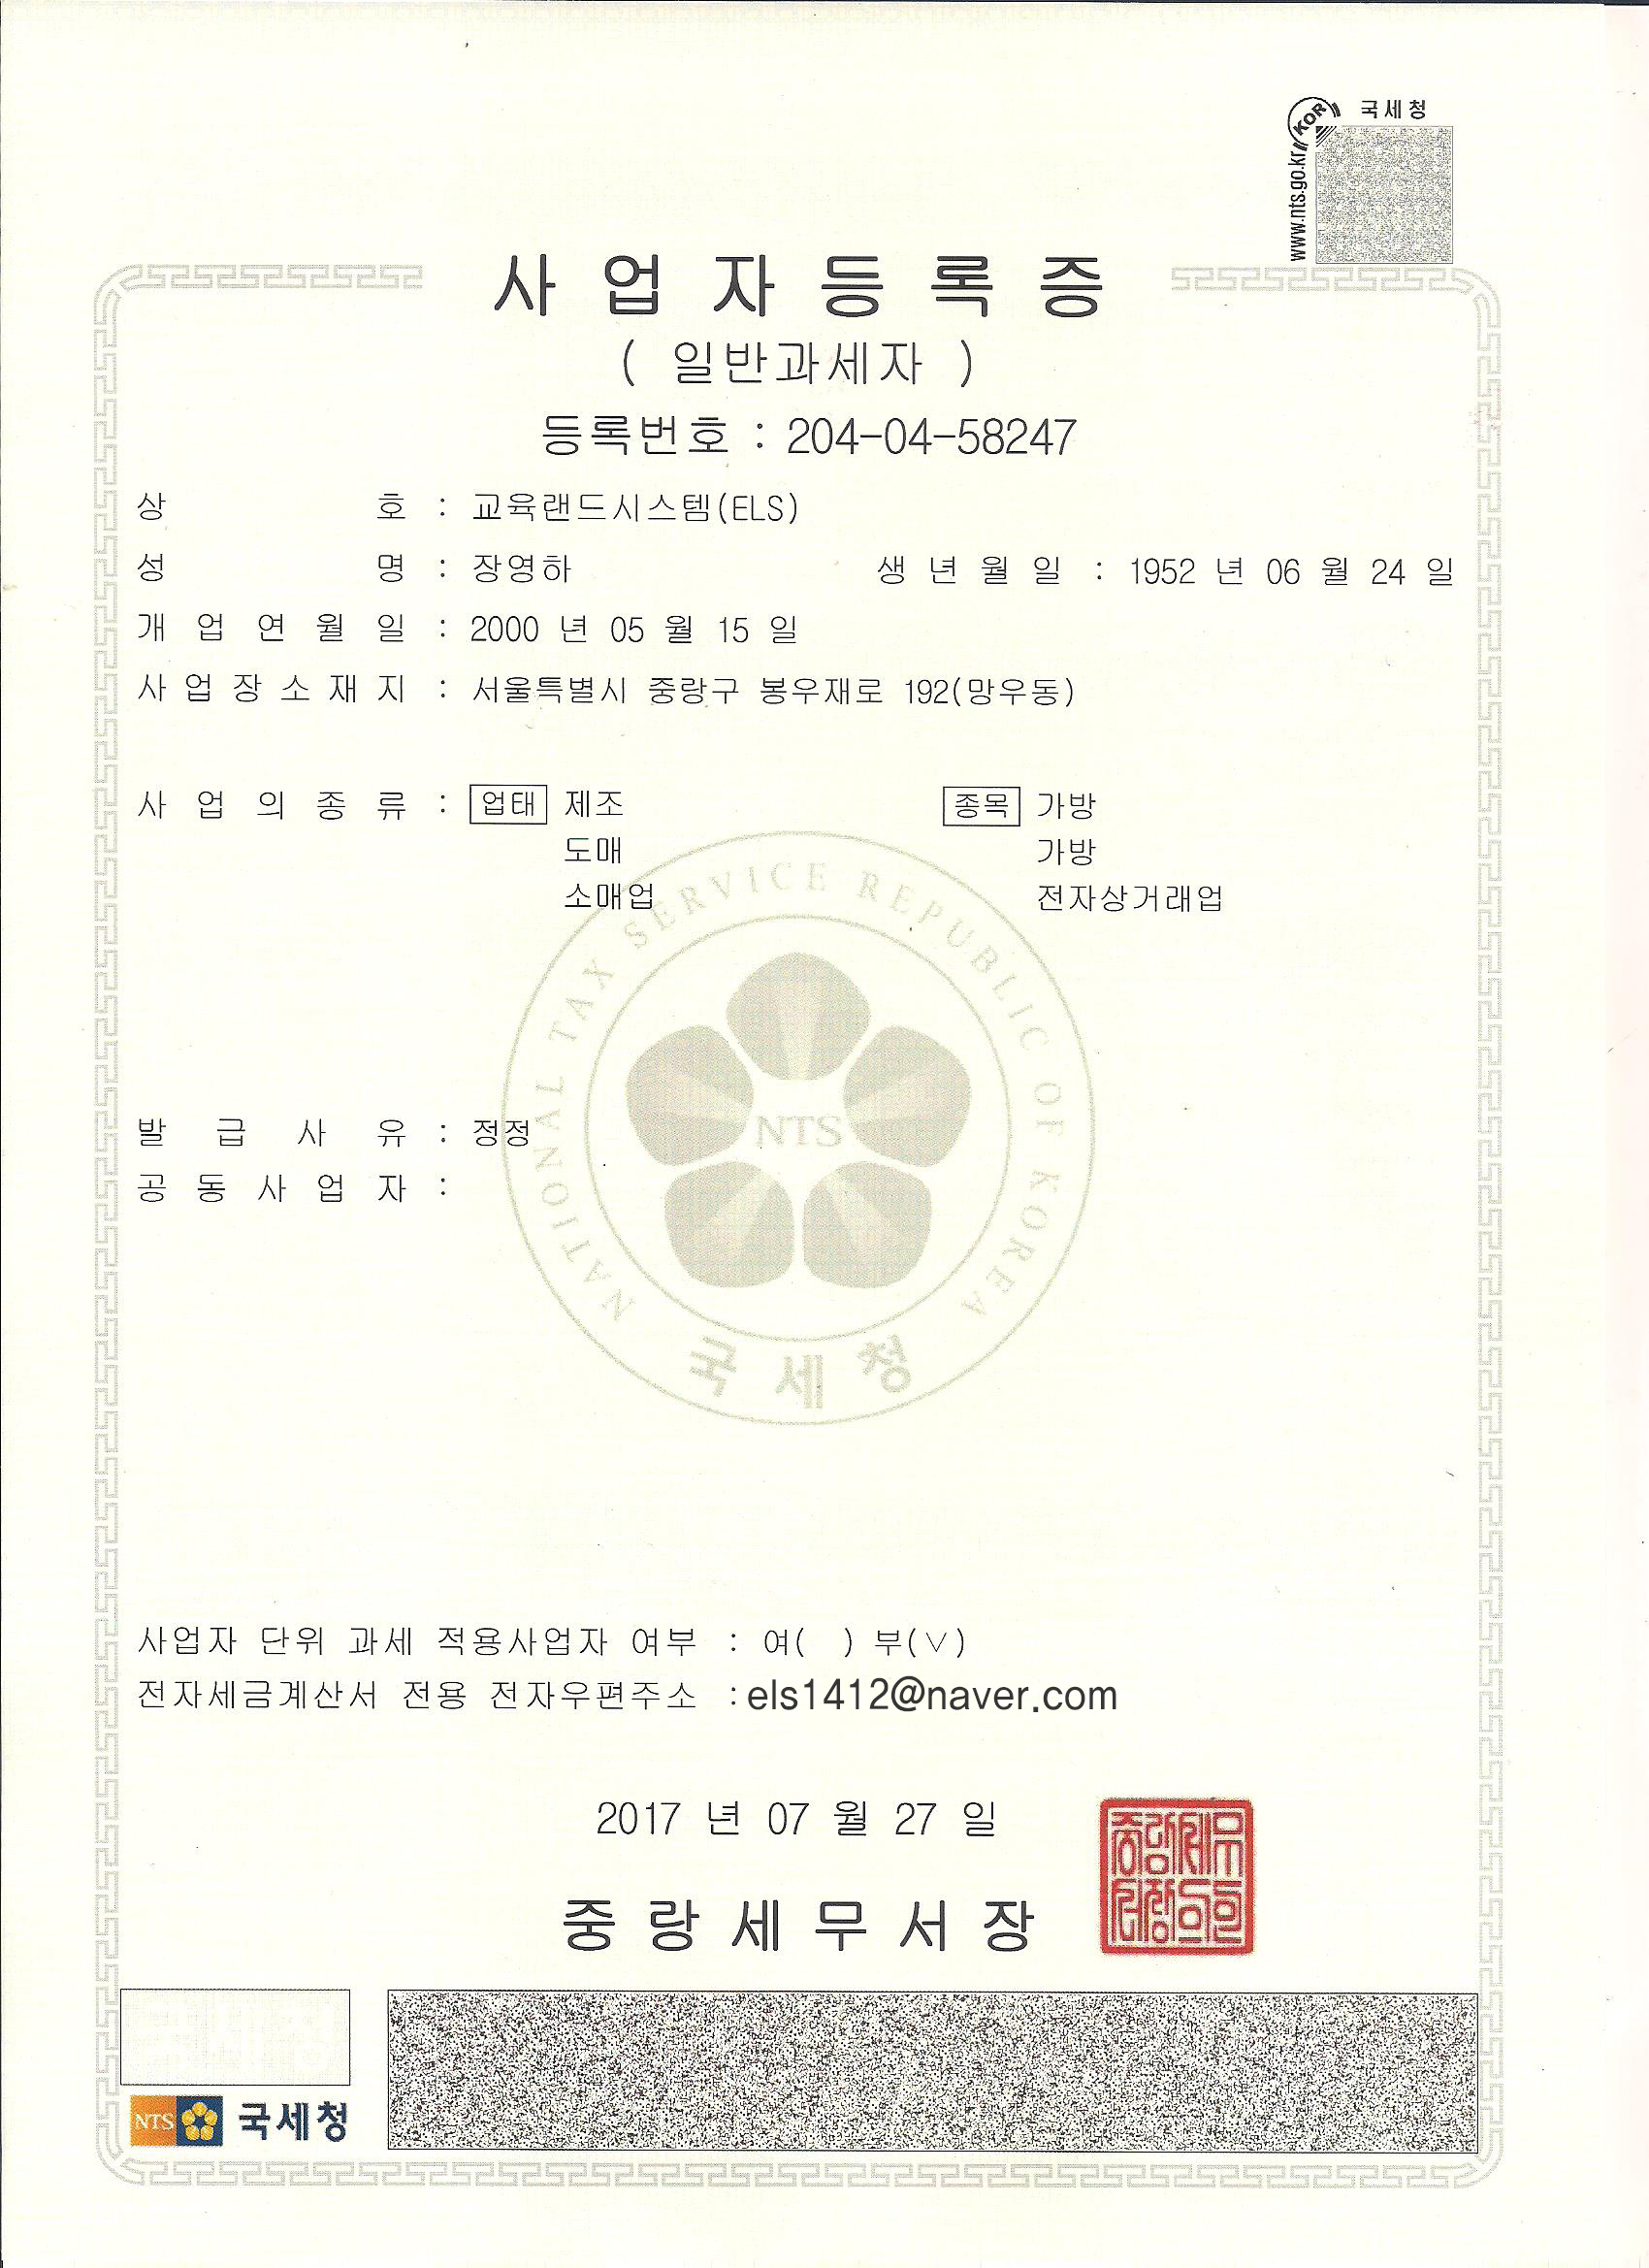 국세청
KOR
www.nts.go.kr
사업자등록증
( 일반과세자 )
등록번호 : 204-04-58247
상 호 : 교육랜드시스템(ELS)
성 명 : 장영하 생 년 월 일 : 1952 년 06 월 24 일
개 업 연 월 일 : 2000 년 05 월 15 일
사 업 장 소 재 지 : 서울특별시 중랑구 봉우재로 192(망우동)
사 업 의 종 류 : 업태 제조 종목 가방
도매 가방
소매업 전자상거래업
NATIONAL TAX SERVICE REPUBLIC OF KOREA
NTS
국세청
발 급 사 유 : 정정
공 동 사 업 자 :
사업자 단위 과세 적용사업자 여부 : 여( ) 부(∨)
전자세금계산서 전용 전자우편주소 : els1412@naver.com
2017 년 07 월 27 일
중랑세무서장
NTS 국세청